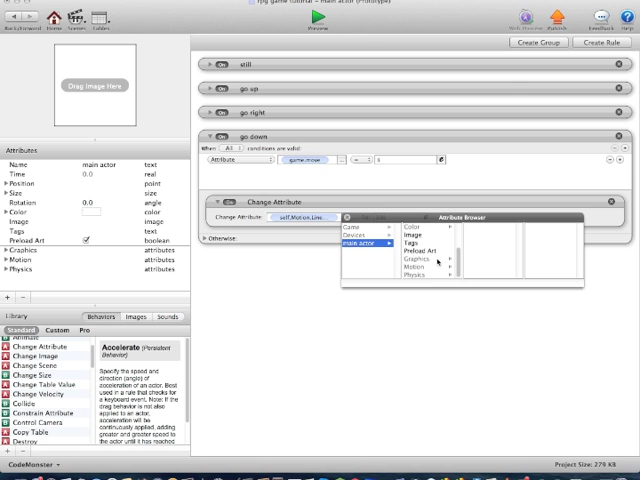 rpg game tutorial - main actor (Prototype)
Back/Forward Home Scenes Tables Preview Web Preview Publish Feedback Help
Create Group Create Rule
Drag Image Here
Attributes
Name main actor text
Time 0.0 real
Position point
Size size
Rotation 0.0 angle
Color color
Image image
Tags text
Preload Art boolean
Graphics attributes
Motion attributes
Physics attributes
+ −
Library Behaviors Images Sounds
Standard Custom Pro
Animate
A Change Attribute
A Change Image
A Change Scene
A Change Size
A Change Table Value
A Change Velocity
B Collide
B Constrain Attribute
B Control Camera
A Copy Table
A Destroy
Accelerate (Persistent Behavior)
Specify the speed and
direction (angle) of
acceleration of an actor. Best
used in a rule that checks for
a keyboard event. Note: If the
drag behavior is not also
applied to an actor,
acceleration will be
continuously applied, adding
greater and greater speed to
the actor until it has reached
On still
On go up
On go right
On go down
When All conditions are valid
Attribute game.move ... = s
On Change Attribute
Change Attribute: self.Motion.Line...
Otherwise
Attribute Browser
Game
Devices
main actor
Color
Image
Tags
Preload Art
Graphics
Motion
Physics
+ −
CodeMonster
Project Size: 279 KB